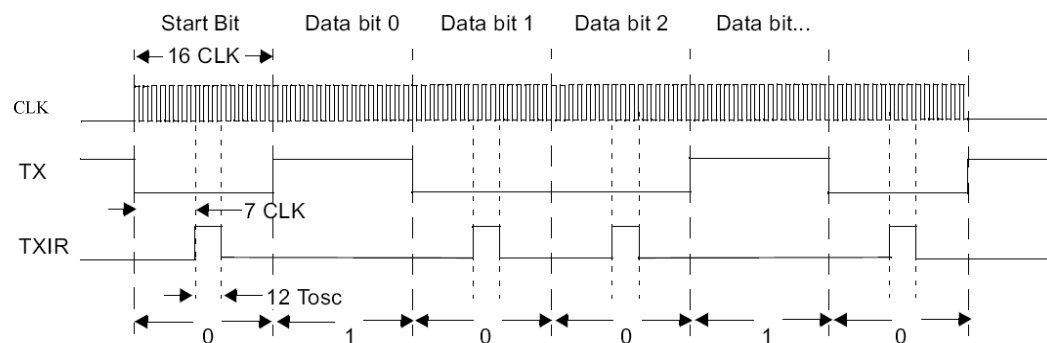 Start Bit Data bit 0 Data bit 1 Data bit 2 Data bit...
16 CLK
CLK
TX
7 CLK
TXIR
12 Tosc
0 1 0 0 1 0